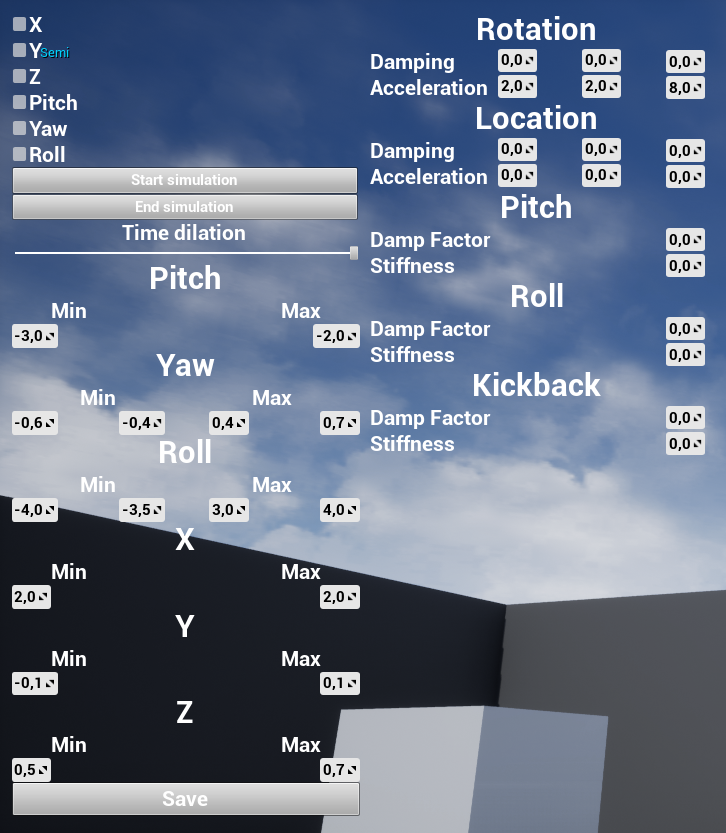 X
Y Semi
Z
Pitch
Yaw
Roll
Start simulation
End simulation
Time dilation
Pitch
Min Max
-3,0 -2,0
Yaw
Min Max
-0,6 -0,4 0,4 0,7
Roll
Min Max
-4,0 -3,5 3,0 4,0
X
Min Max
2,0 2,0
Y
Min Max
-0,1 0,1
Z
Min Max
0,5 0,7
Save
Rotation
Damping 0,0 0,0 0,0
Acceleration 2,0 2,0 8,0
Location
Damping 0,0 0,0 0,0
Acceleration 0,0 0,0 0,0
Pitch
Damp Factor 0,0
Stiffness 0,0
Roll
Damp Factor 0,0
Stiffness 0,0
Kickback
Damp Factor 0,0
Stiffness 0,0